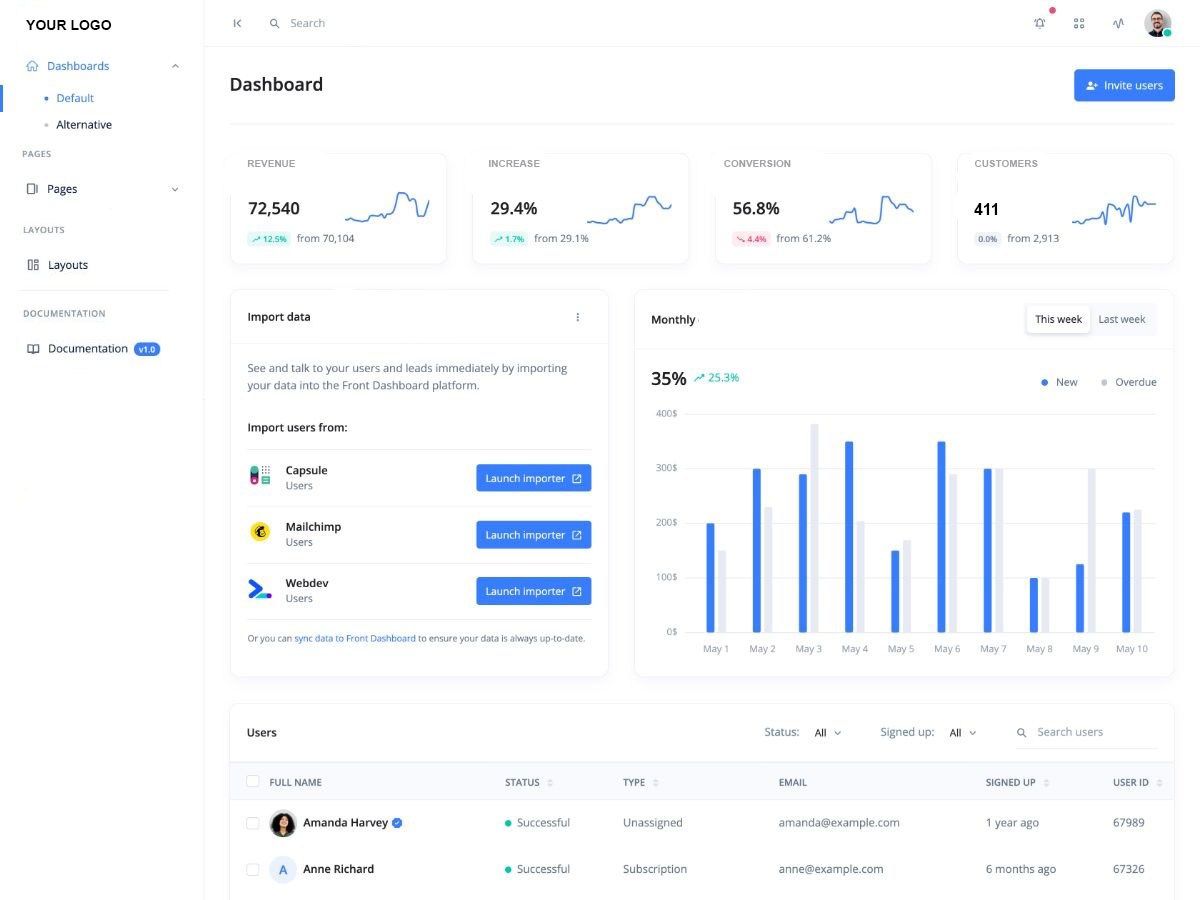 YOUR LOGO
Search
Dashboards
Default
Alternative
PAGES
Pages
LAYOUTS
Layouts
DOCUMENTATION
Documentation v1.0
Dashboard
Invite users
REVENUE
72,540
12.5% from 70,104
INCREASE
29.4%
1.7% from 29.1%
CONVERSION
56.8%
4.4% from 61.2%
CUSTOMERS
411
0.0% from 2,913
Import data
See and talk to your users and leads immediately by importing
your data into the Front Dashboard platform.
Import users from:
Capsule
Users
Launch importer
Mailchimp
Users
Launch importer
Webdev
Users
Launch importer
Or you can sync data to Front Dashboard to ensure your data is always up-to-date.
Monthly
This week Last week
35% 25.3%
New Overdue
400$
300$
200$
100$
0$
May 1 May 2 May 3 May 4 May 5 May 6 May 7 May 8 May 9 May 10
Users
Status: All Signed up: All Search users
FULL NAME STATUS TYPE EMAIL SIGNED UP USER ID
Amanda Harvey Successful Unassigned amanda@example.com 1 year ago 67989
A Anne Richard Successful Subscription anne@example.com 6 months ago 67326